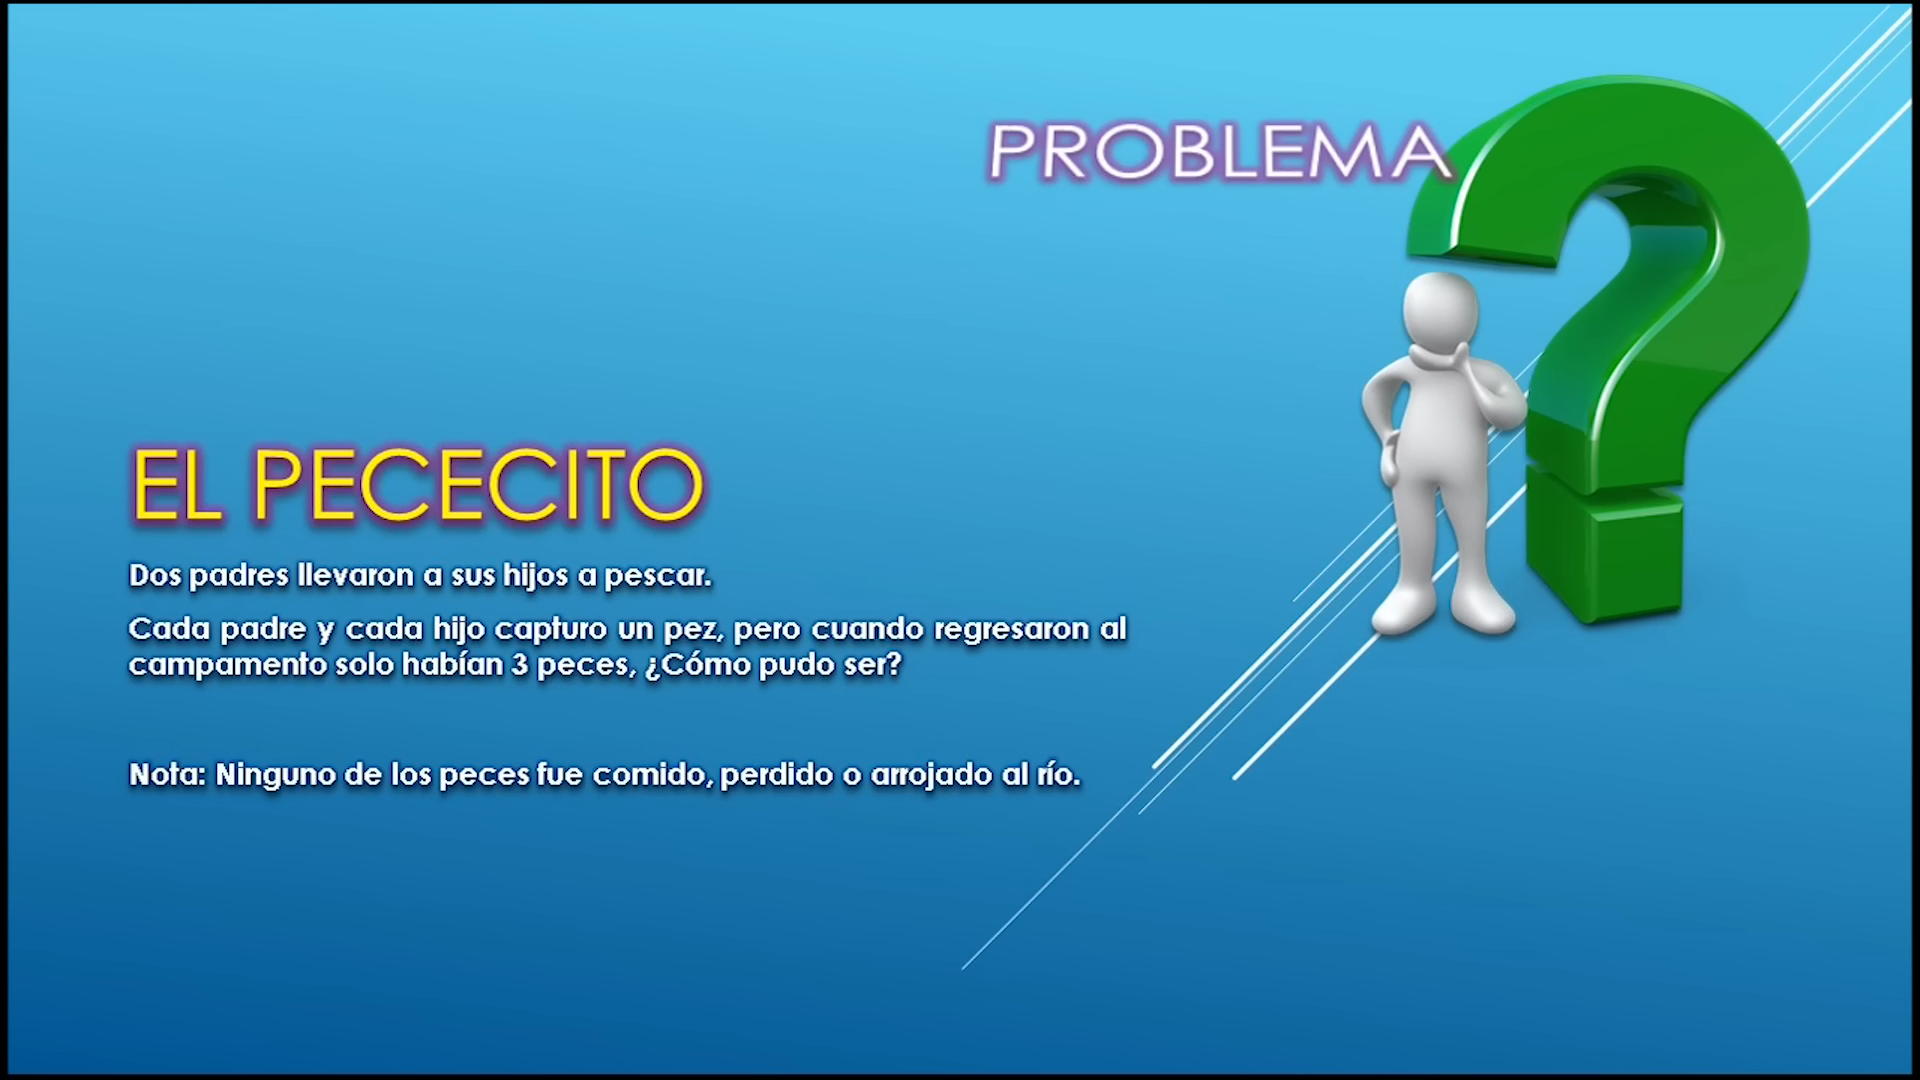 PROBLEMA
EL PECECITO
Dos padres llevaron a sus hijos a pescar.
Cada padre y cada hijo capturo un pez, pero cuando regresaron al
campamento solo habían 3 peces, ¿Cómo pudo ser?
Nota: Ninguno de los peces fue comido, perdido o arrojado al río.